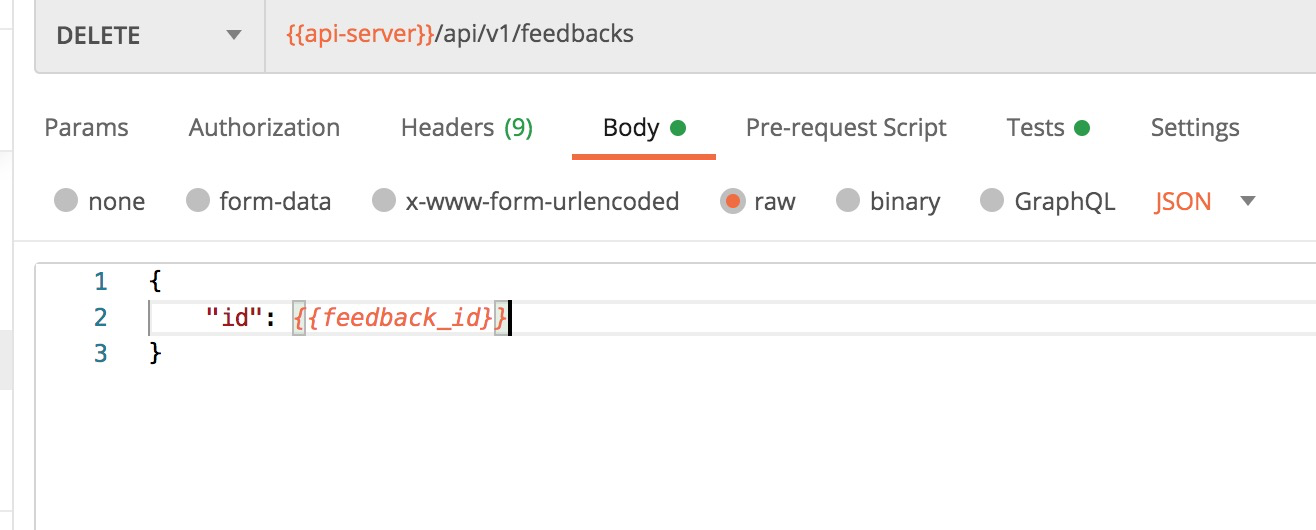 DELETE {{api-server}}/api/v1/feedbacks
Params Authorization Headers (9) Body Pre-request Script Tests Settings
none form-data x-www-form-urlencoded raw binary GraphQL JSON
1 {
2 "id": {{feedback_id}}
3 }